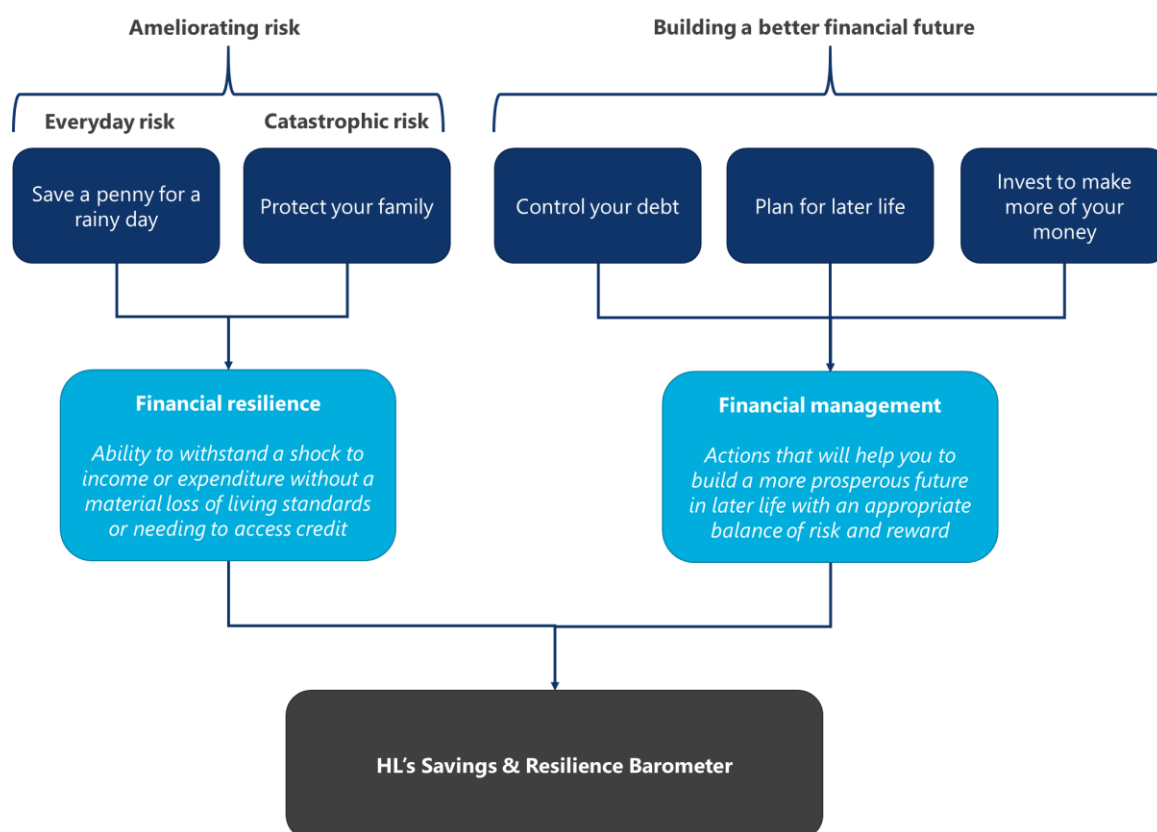 Ameliorating risk
Building a better financial future
Everyday risk
Catastrophic risk
Save a penny for a
rainy day
Protect your family
Control your debt
Plan for later life
Invest to make
more of your
money
Financial resilience
Ability to withstand a shock to
income or expenditure without a
material loss of living standards
or needing to access credit
Financial management
Actions that will help you to
build a more prosperous future
in later life with an appropriate
balance of risk and reward
HL's Savings & Resilience Barometer